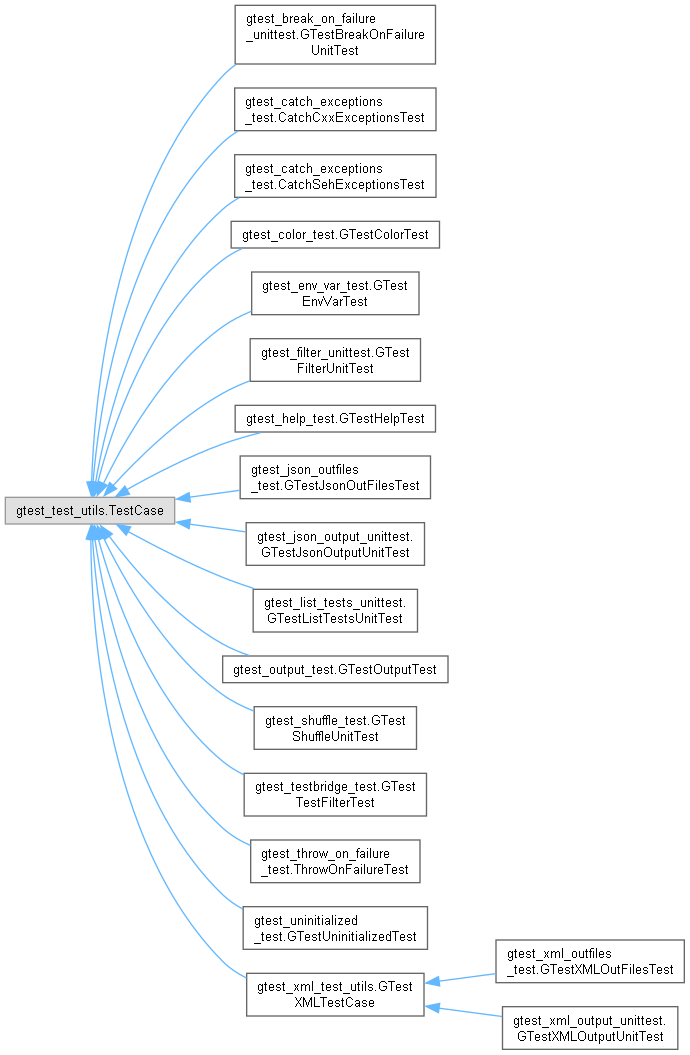 gtest_break_on_failure
_unittest.GTestBreakOnFailure
UnitTest
gtest_catch_exceptions
_test.CatchCxxExceptionsTest
gtest_catch_exceptions
_test.CatchSehExceptionsTest
gtest_color_test.GTestColorTest
gtest_env_var_test.GTest
EnvVarTest
gtest_filter_unittest.GTest
FilterUnitTest
gtest_help_test.GTestHelpTest
gtest_json_outfiles
_test.GTestJsonOutFilesTest
gtest_test_utils.TestCase
gtest_json_output_unittest.
GTestJsonOutputUnitTest
gtest_list_tests_unittest.
GTestListTestsUnitTest
gtest_output_test.GTestOutputTest
gtest_shuffle_test.GTest
ShuffleUnitTest
gtest_testbridge_test.GTest
TestFilterTest
gtest_throw_on_failure
_test.ThrowOnFailureTest
gtest_uninitialized
_test.GTestUninitializedTest
gtest_xml_test_utils.GTest
XMLTestCase
gtest_xml_outfiles
_test.GTestXMLOutFilesTest
gtest_xml_output_unittest.
GTestXMLOutputUnitTest